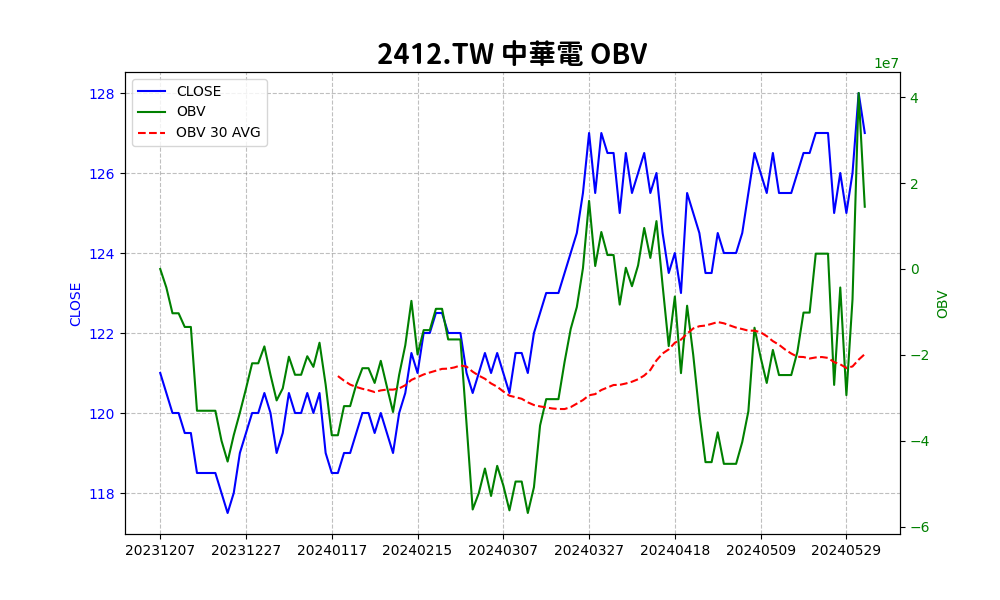 2412.TW 中華電 OBV
1e7
CLOSE
OBV
OBV 30 AVG
128
126
124
122
120
118
CLOSE
4
2
0
−2
−4
−6
OBV
20231207 20231227 20240117 20240215 20240307 20240327 20240418 20240509 20240529